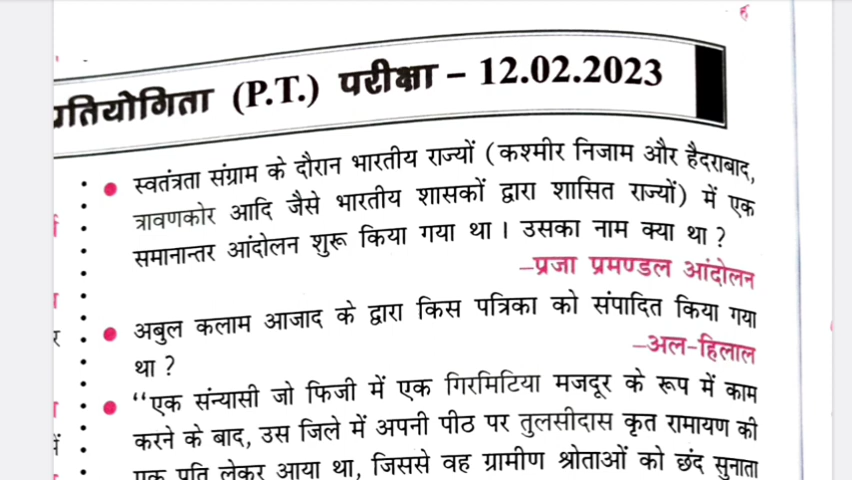 प्रतियोगिता (P.T.) परीक्षा – 12.02.2023
● स्वतंत्रता संग्राम के दौरान भारतीय राज्यों (कश्मीर निजाम और हैदराबाद,
त्रावणकोर आदि जैसे भारतीय शासकों द्वारा शासित राज्यों) में एक
समानान्तर आंदोलन शुरू किया गया था। उसका नाम क्या था?
–प्रजा प्रमण्डल आंदोलन
● अबुल कलाम आजाद के द्वारा किस पत्रिका को संपादित किया गया
था?
–अल-हिलाल
● “एक संन्यासी जो फिजी में एक गिरमिटिया मजदूर के रूप में काम
करने के बाद, उस जिले में अपनी पीठ पर तुलसीदास कृत रामायण की
एक प्रति लेकर आया था, जिससे वह ग्रामीण श्रोताओं को छंद सुनाता